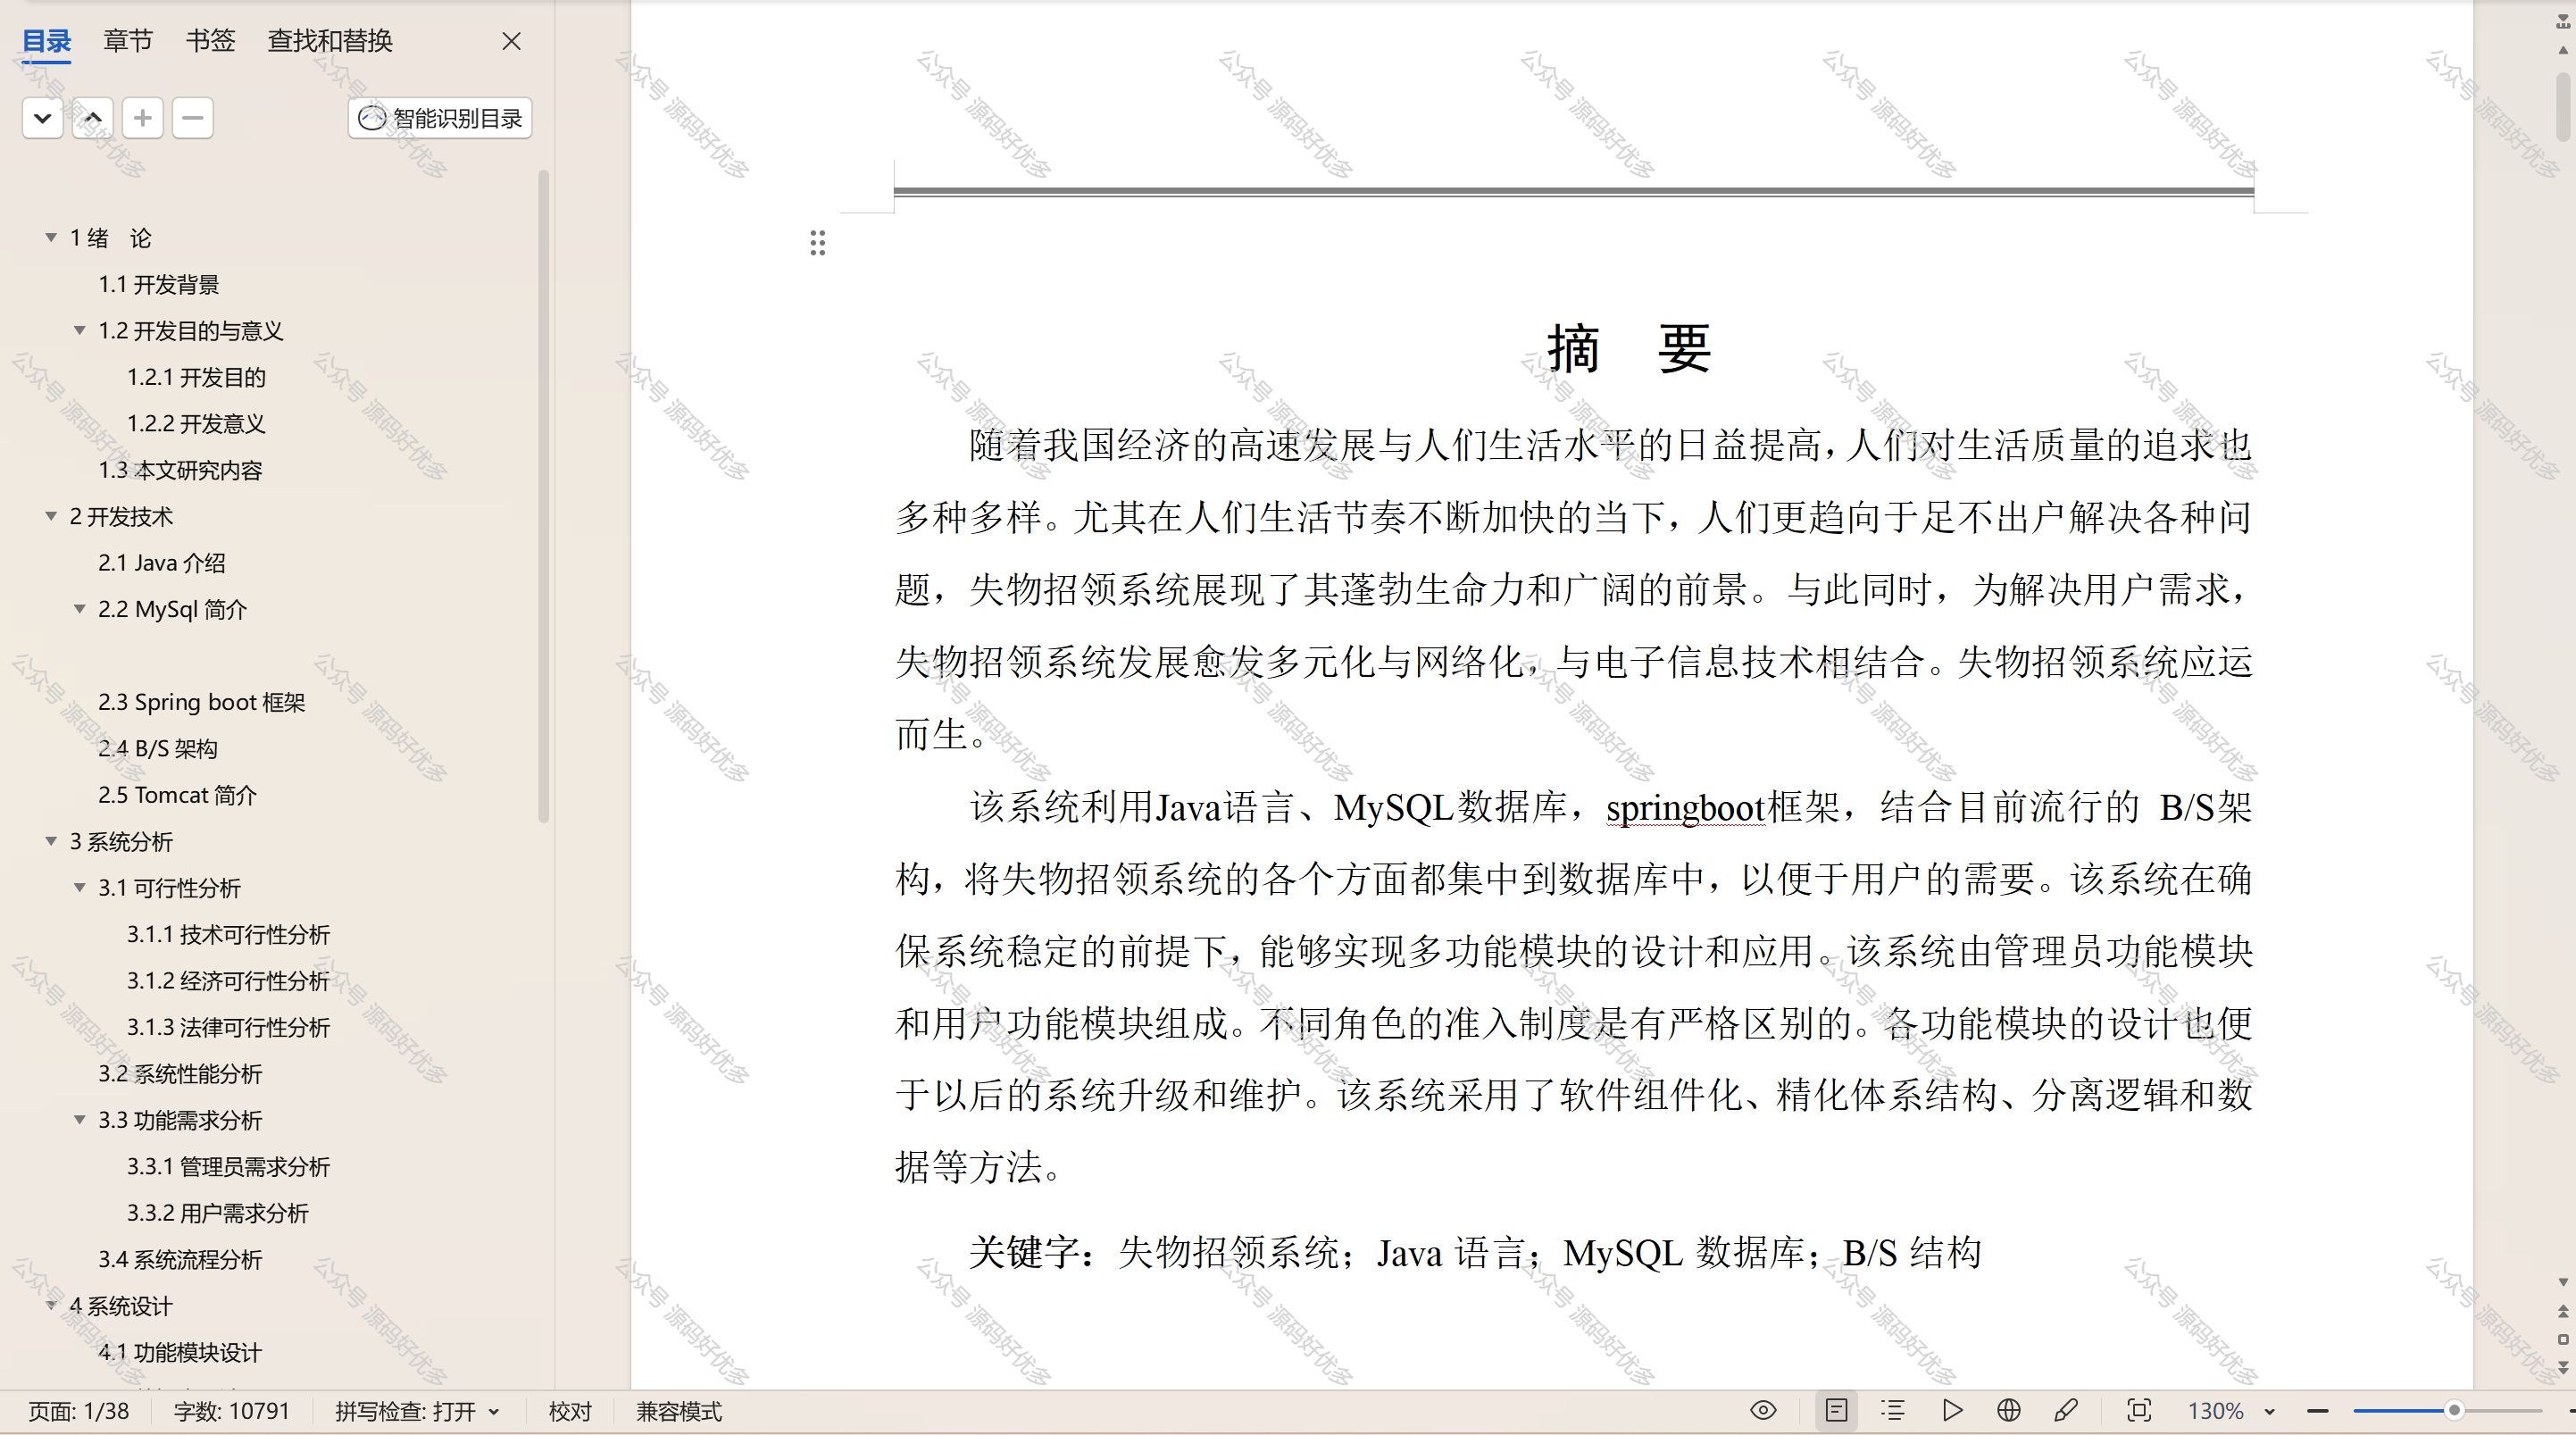 目录 章节 书签 查找和替换
智能识别目录
1 绪 论
1.1 开发背景
1.2 开发目的与意义
1.2.1 开发目的
1.2.2 开发意义
1.3 本文研究内容
2 开发技术
2.1 Java 介绍
2.2 MySql 简介
2.3 Spring boot 框架
2.4 B/S 架构
2.5 Tomcat 简介
3 系统分析
3.1 可行性分析
3.1.1 技术可行性分析
3.1.2 经济可行性分析
3.1.3 法律可行性分析
3.2 系统性能分析
3.3 功能需求分析
3.3.1 管理员需求分析
3.3.2 用户需求分析
3.4 系统流程分析
4 系统设计
4.1 功能模块设计
摘 要
随着我国经济的高速发展与人们生活水平的日益提高，人们对生活质量的追求也
多种多样。尤其在人们生活节奏不断加快的当下，人们更趋向于足不出户解决各种问
题，失物招领系统展现了其蓬勃生命力和广阔的前景。与此同时，为解决用户需求，
失物招领系统发展愈发多元化与网络化，与电子信息技术相结合。失物招领系统应运
而生。
该系统利用Java语言、MySQL数据库，springboot框架，结合目前流行的 B/S架
构，将失物招领系统的各个方面都集中到数据库中，以便于用户的需要。该系统在确
保系统稳定的前提下，能够实现多功能模块的设计和应用。该系统由管理员功能模块
和用户功能模块组成。不同角色的准入制度是有严格区别的。各功能模块的设计也便
于以后的系统升级和维护。该系统采用了软件组件化、精化体系结构、分离逻辑和数
据等方法。
关键字：失物招领系统；Java 语言；MySQL 数据库；B/S 结构
页面: 1/38 字数: 10791 拼写检查: 打开 校对 兼容模式 130%
公众号 源码好优多